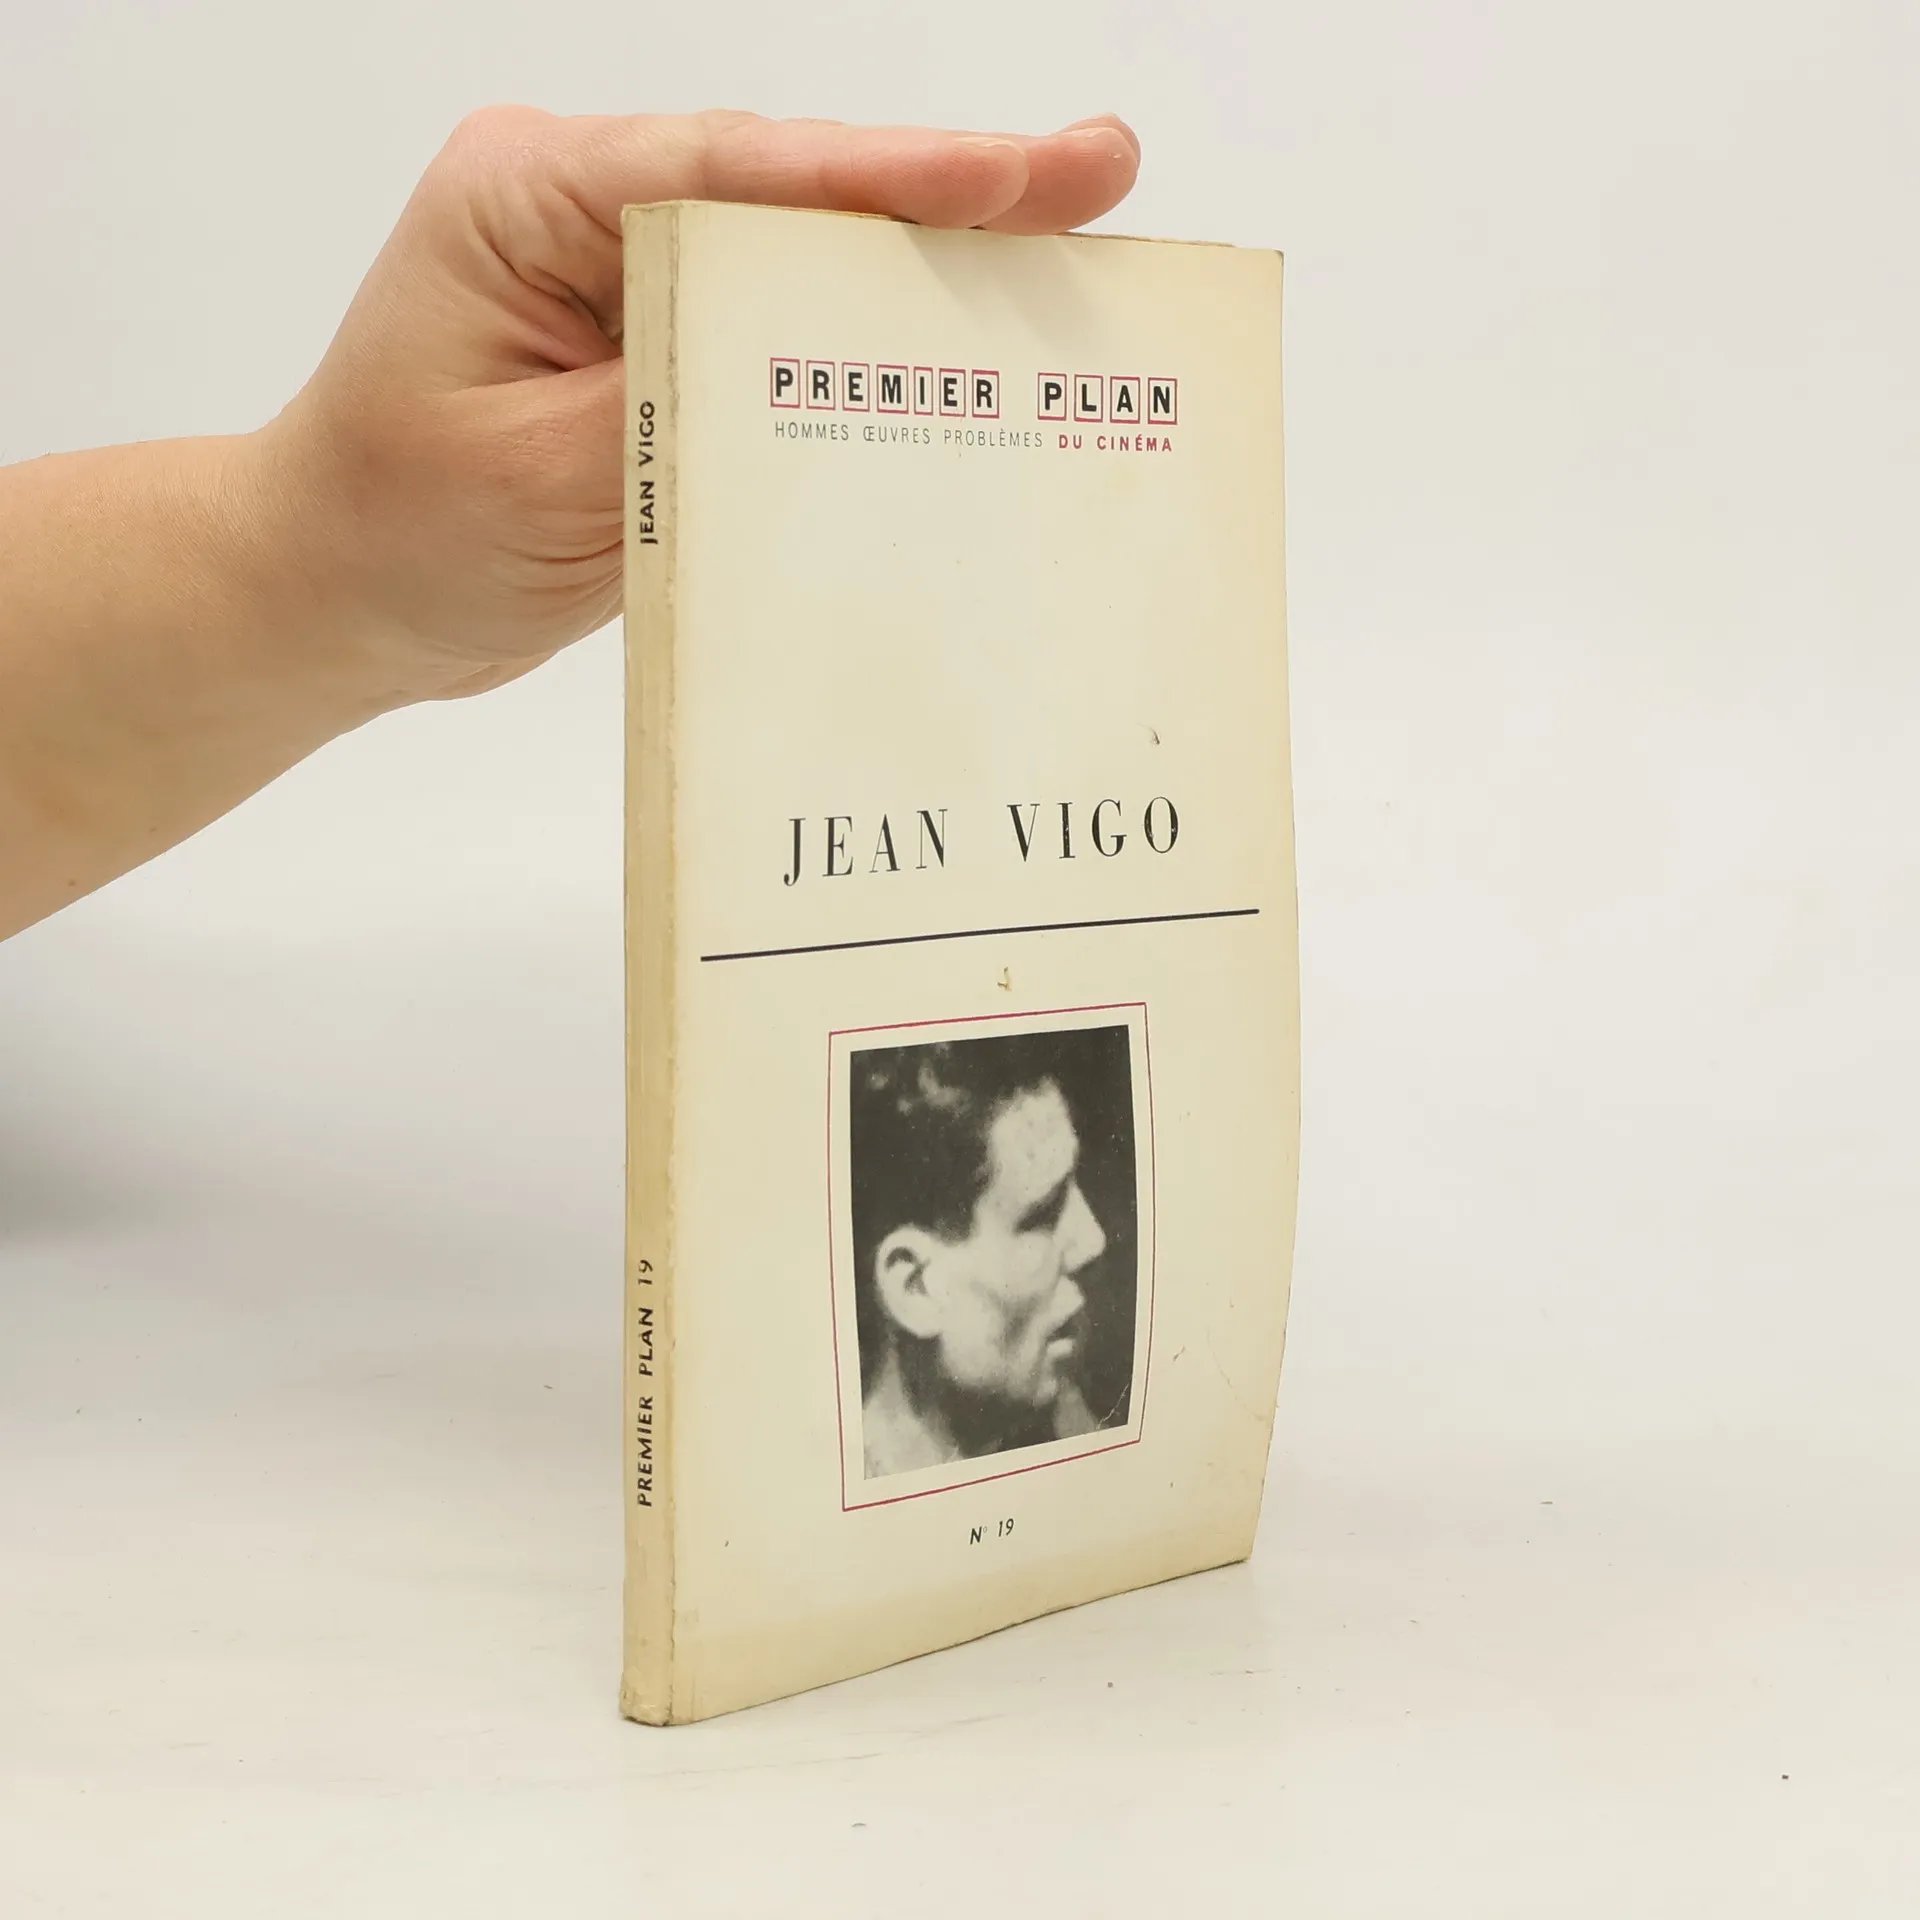 PREMIER PLAN
HOMMES ŒUVRES PROBLÈMES DU CINÉMA
JEAN VIGO
N° 19
JEAN VIGO
PREMIER PLAN 19